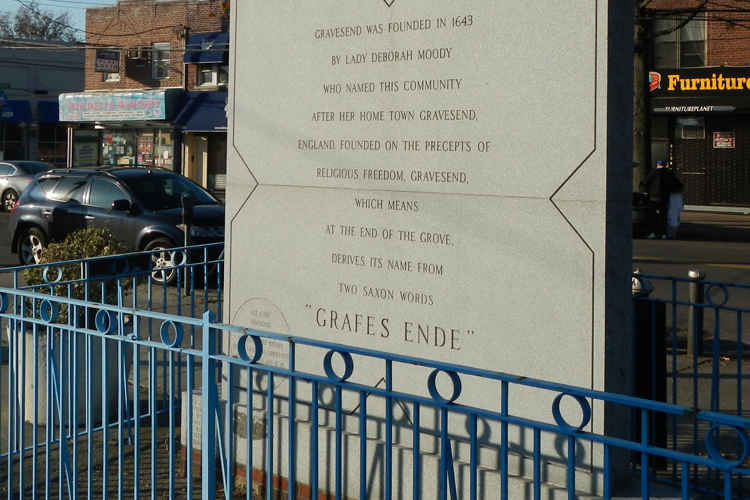 GRAVESEND WAS FOUNDED IN 1643
BY LADY DEBORAH MOODY
WHO NAMED THIS COMMUNITY
AFTER HER HOME TOWN GRAVESEND,
ENGLAND. FOUNDED ON THE PRECEPTS OF
RELIGIOUS FREEDOM, GRAVESEND,
WHICH MEANS
AT THE END OF THE GROVE,
DERIVES ITS NAME FROM
TWO SAXON WORDS
"GRAFES ENDE"
Furniture
FURNITUREPLANET